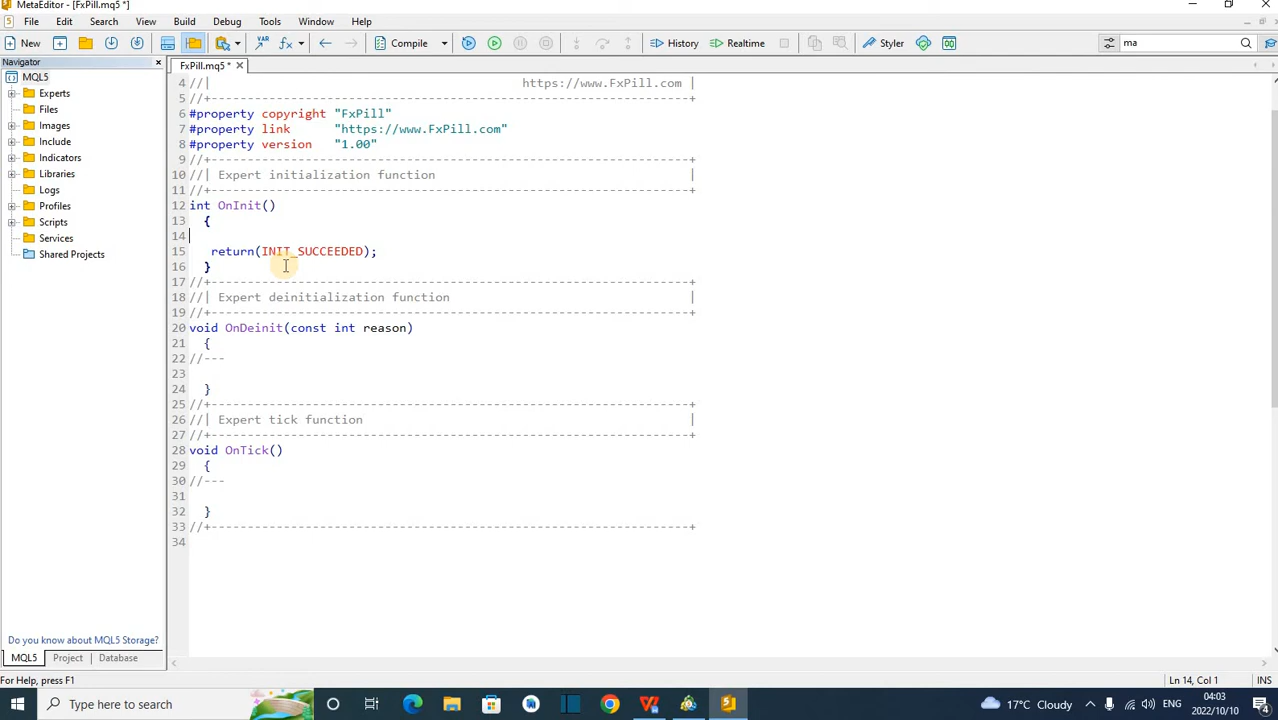 MetaEditor - [FxPill.mq5 *]
File Edit Search View Build Debug Tools Window Help
New Compile History Realtime Styler ma
Navigator
FxPill.mq5 *
MQL5
Experts
Files
Images
Include
Indicators
Libraries
Logs
Profiles
Scripts
Services
Shared Projects
4 //| https://www.FxPill.com |
5 //+------------------------------------------------------------------+
6 #property copyright "FxPill"
7 #property link "https://www.FxPill.com"
8 #property version "1.00"
9 //+------------------------------------------------------------------+
10 //| Expert initialization function |
11 //+------------------------------------------------------------------+
12 int OnInit()
13 {
14
15 return(INIT_SUCCEEDED);
16 }
17 //+------------------------------------------------------------------+
18 //| Expert deinitialization function |
19 //+------------------------------------------------------------------+
20 void OnDeinit(const int reason)
21 {
22 //---
23
24 }
25 //+------------------------------------------------------------------+
26 //| Expert tick function |
27 //+------------------------------------------------------------------+
28 void OnTick()
29 {
30 //---
31
32 }
33 //+------------------------------------------------------------------+
34
Do you know about MQL5 Storage?
MQL5 Project Database
For Help, press F1
Ln 14, Col 1 INS
Type here to search
17°C Cloudy
ENG
04:03
2022/10/10
4